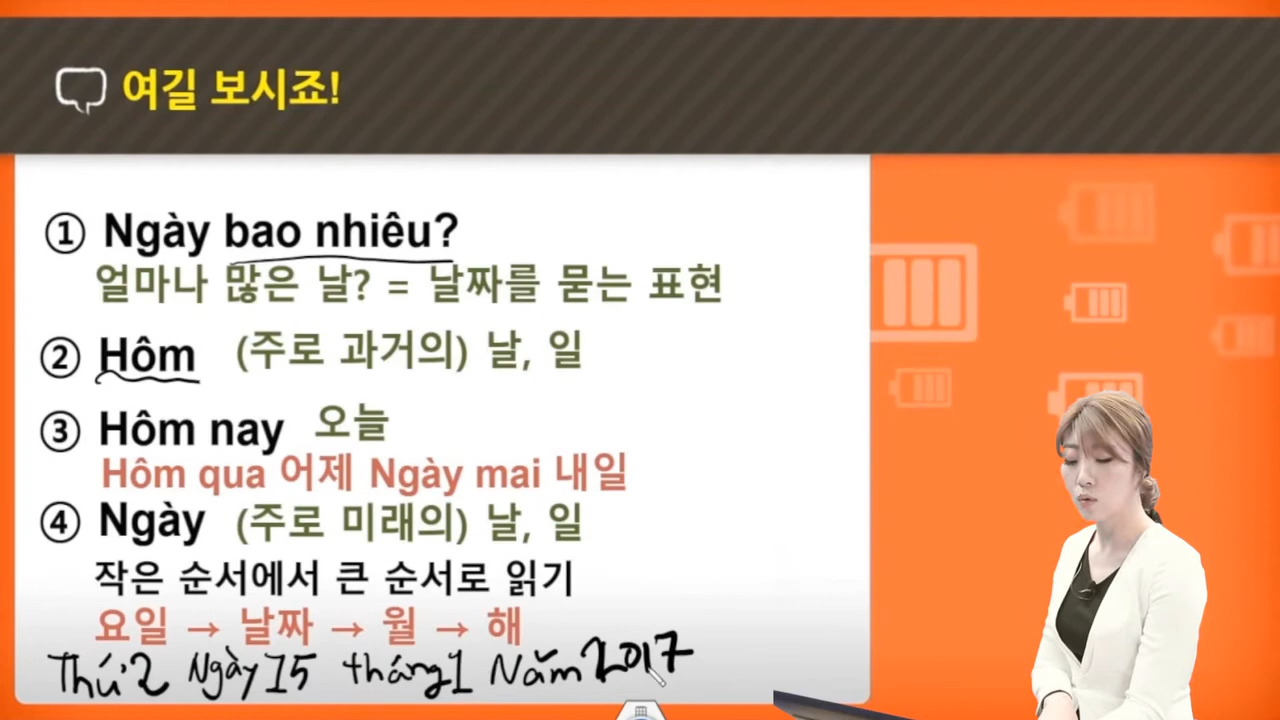 여길 보시죠!
① Ngày bao nhiêu?
얼마나 많은 날? = 날짜를 묻는 표현
② Hôm (주로 과거의) 날, 일
③ Hôm nay 오늘
Hôm qua 어제 Ngày mai 내일
④ Ngày (주로 미래의) 날, 일
작은 순서에서 큰 순서로 읽기
요일 → 날짜 → 월 → 해
Thứ 2 Ngày 15 tháng 1 Năm 2017